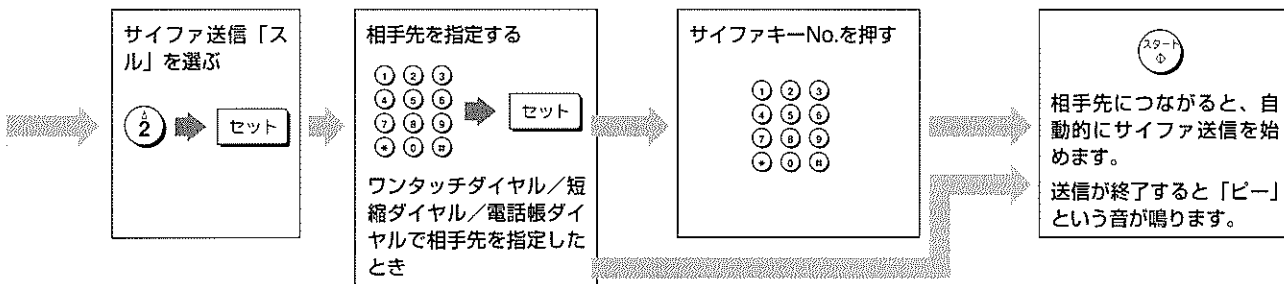 サイファ送信「ス
ル」を選ぶ
2
セット
相手先を指定する
1 2 3
4 5 6
7 8 9
* 0 #
セット
ワンタッチダイヤル／短
縮ダイヤル／電話帳ダイ
ヤルで相手先を指定した
とき
サイファキーNo.を押す
1 2 3
4 5 6
7 8 9
* 0 #
スタート
相手先につながると、自
動的にサイファ送信を始
めます。
送信が終了すると「ピー」
という音が鳴ります。